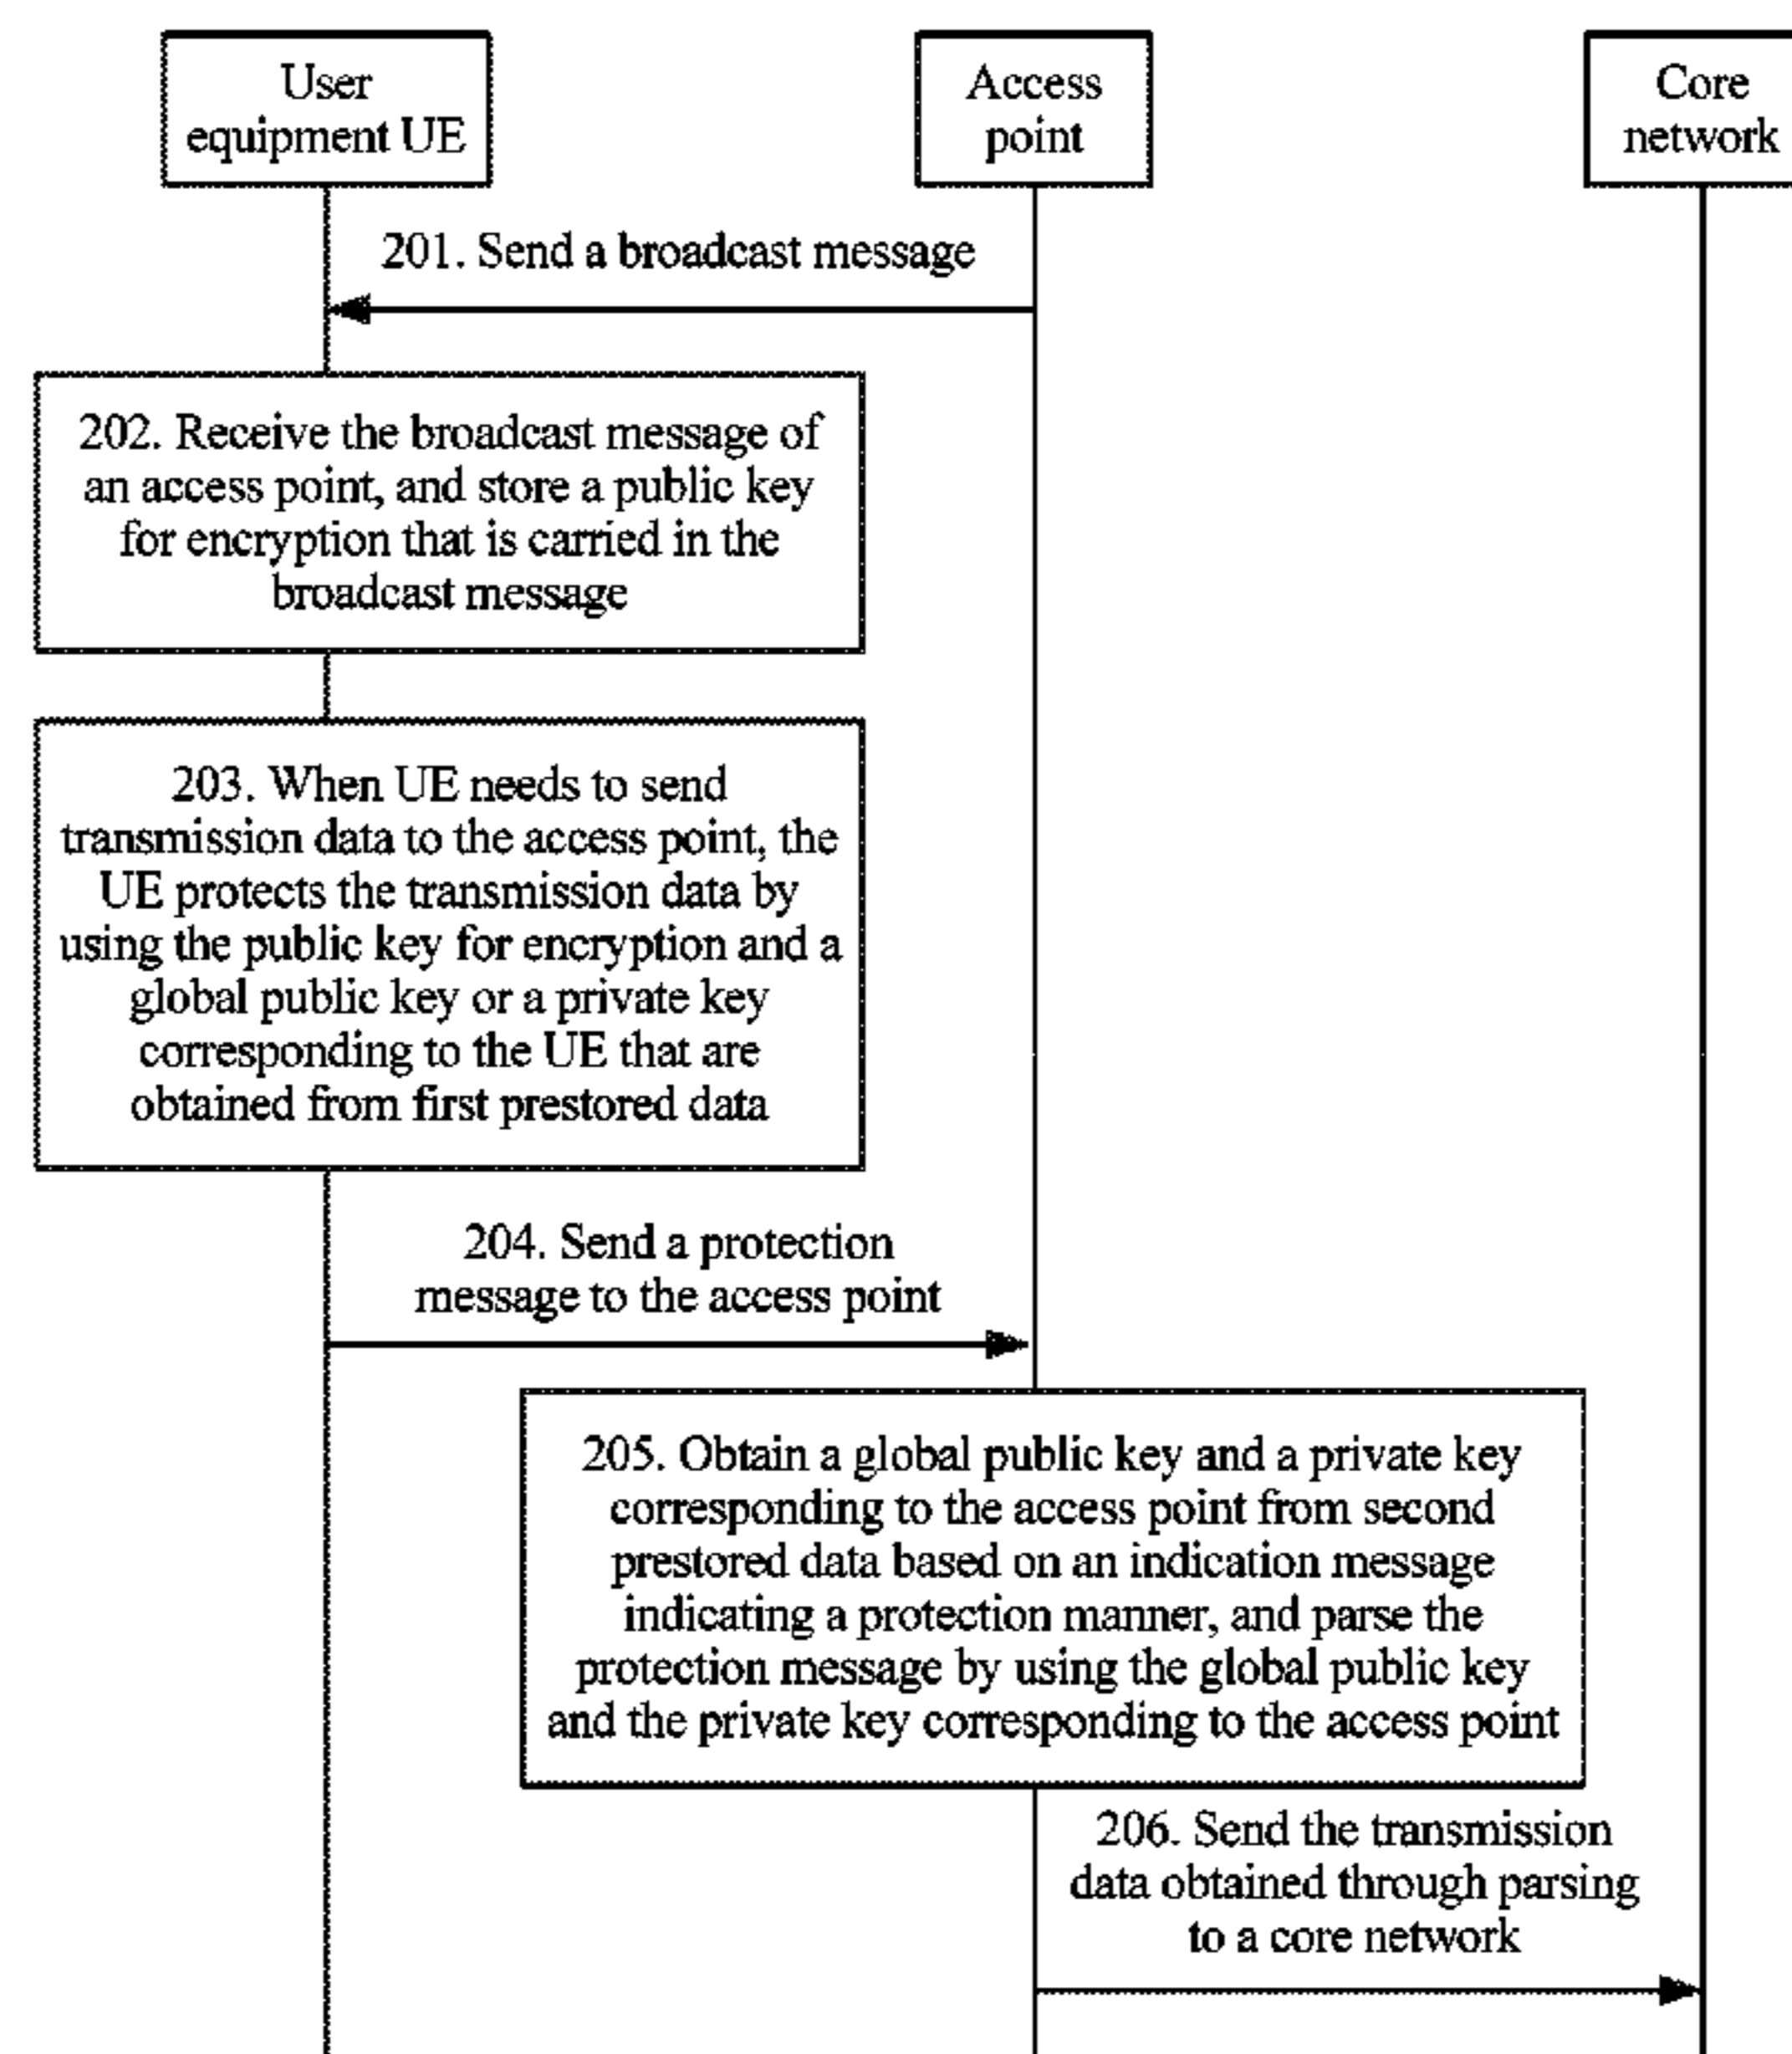 User
equipment UE
Access
point
Core
network
201. Send a broadcast message
202. Receive the broadcast message of
an access point, and store a public key
for encryption that is carried in the
broadcast message
203. When UE needs to send
transmission data to the access point, the
UE protects the transmission data by
using the public key for encryption and a
global public key or a private key
corresponding to the UE that are
obtained from first prestored data
204. Send a protection
message to the access point
205. Obtain a global public key and a private key
corresponding to the access point from second
prestored data based on an indication message
indicating a protection manner, and parse the
protection message by using the global public key
and the private key corresponding to the access point
206. Send the transmission
data obtained through parsing
to a core network